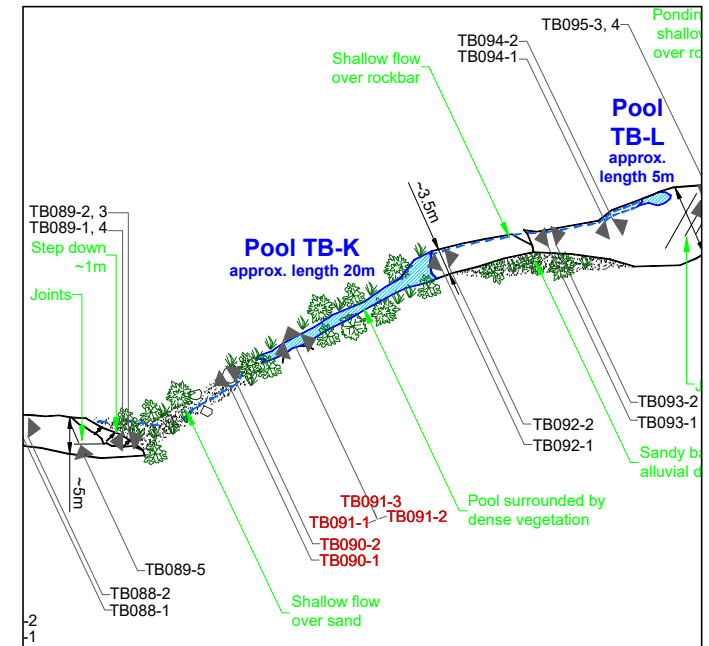 Pondin
shallow
over ro
TB095-3, 4
TB094-2
TB094-1
Shallow flow
over rockbar
Pool
TB-L
approx.
length 5m
~3.5m
TB089-2, 3
TB089-1, 4
Step down
~1m
Joints
Pool TB-K
approx. length 20m
J
TB093-2
TB093-1
TB092-2
TB092-1
Sandy ba
alluvial d
~5m
TB091-3
TB091-1
TB091-2
Pool surrounded by
dense vegetation
TB090-2
TB090-1
TB089-5
TB088-2
TB088-1
Shallow flow
over sand
-2
-1